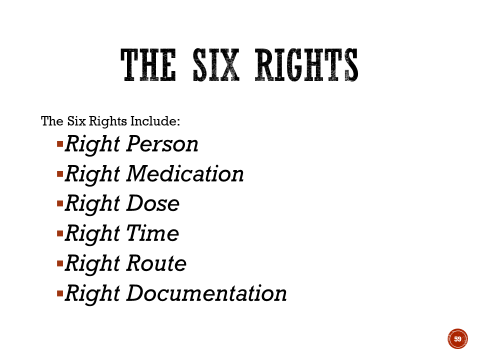 THE SIX RIGHTS
The Six Rights Include:
▪Right Person
▪Right Medication
▪Right Dose
▪Right Time
▪Right Route
▪Right Documentation
59